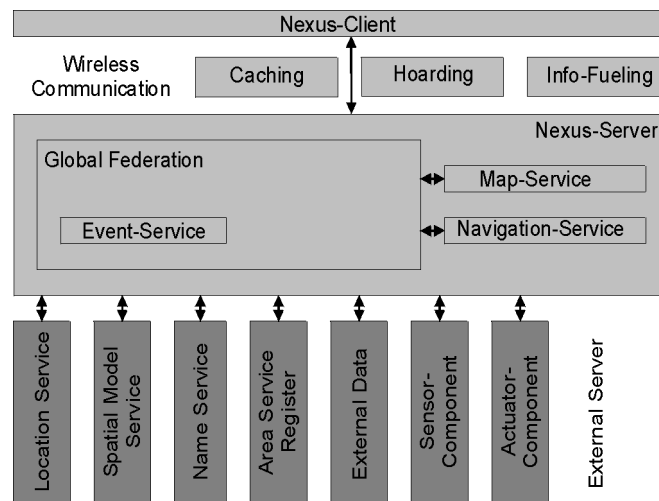 Nexus-Client
Wireless
Communication
Caching
Hoarding
Info-Fueling
Nexus-Server
Global Federation
Map-Service
Event-Service
Navigation-Service
Location Service
Spatial Model
Service
Name Service
Area Service
Register
External Data
Sensor-
Component
Actuator-
Component
External Server